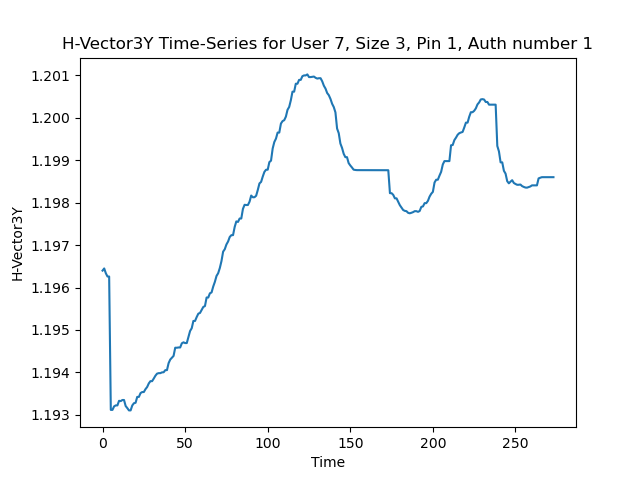 H-Vector3Y Time-Series for User 7, Size 3, Pin 1, Auth number 1
1.201
1.200
1.199
1.198
1.197
1.196
1.195
1.194
1.193
H-Vector3Y
0 50 100 150 200 250
Time